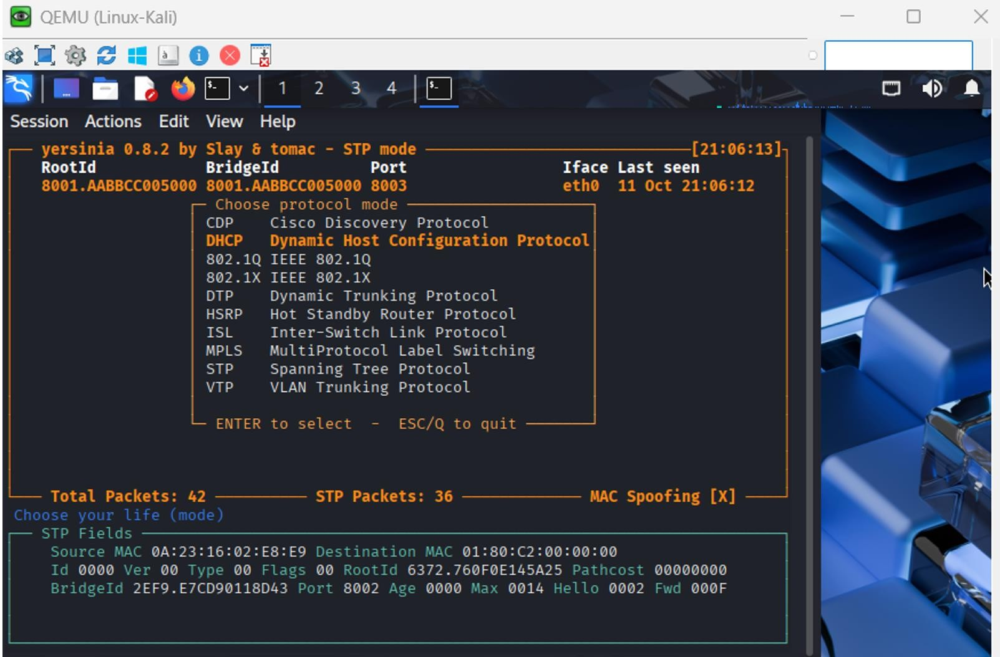 QEMU (Linux-Kali)
1 2 3 4
Session Actions Edit View Help
yersinia 0.8.2 by Slay & tomac - STP mode [21:06:13]
RootId BridgeId Port Iface Last seen
8001.AABBCC005000 8001.AABBCC005000 8003 eth0 11 Oct 21:06:12
Choose protocol mode
CDP Cisco Discovery Protocol
DHCP Dynamic Host Configuration Protocol
802.1Q IEEE 802.1Q
802.1X IEEE 802.1X
DTP Dynamic Trunking Protocol
HSRP Hot Standby Router Protocol
ISL Inter-Switch Link Protocol
MPLS MultiProtocol Label Switching
STP Spanning Tree Protocol
VTP VLAN Trunking Protocol
ENTER to select - ESC/Q to quit
Total Packets: 42 STP Packets: 36 MAC Spoofing [X]
Choose your life (mode)
STP Fields
Source MAC 0A:23:16:02:E8:E9 Destination MAC 01:80:C2:00:00:00
Id 0000 Ver 00 Type 00 Flags 00 RootId 6372.760F0E145A25 Pathcost 00000000
BridgeId 2EF9.E7CD90118D43 Port 8002 Age 0000 Max 0014 Hello 0002 Fwd 000F